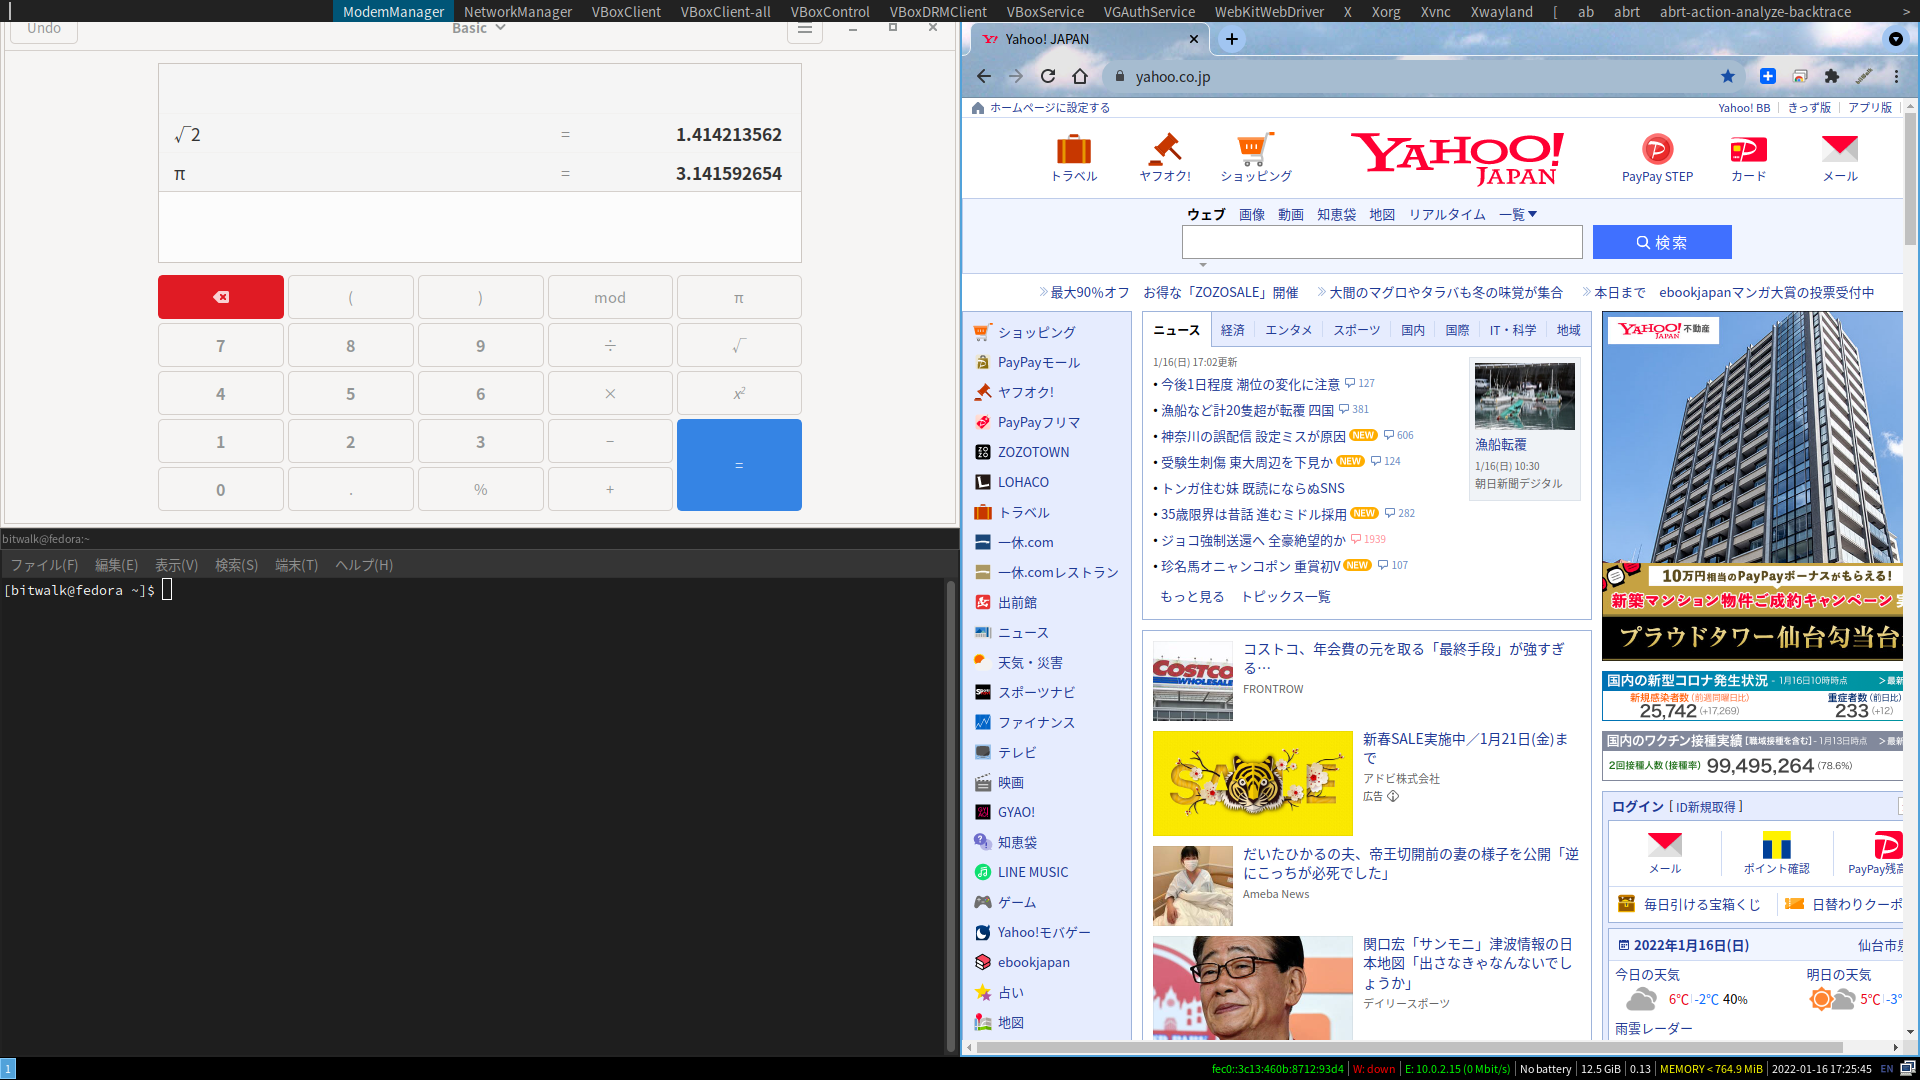 ModemManager NetworkManager VBoxClient VBoxClient-all VBoxControl VBoxDRMClient VBoxService VGAuthService WebKitWebDriver X Xorg Xvnc Xwayland [ ab abrt abrt-action-analyze-backtrace >
Undo Basic
√2 = 1.414213562
π = 3.141592654
( ) mod π
7 8 9 ÷ √
4 5 6 × x²
1 2 3 − =
0 . % +
bitwalk@fedora:~
ファイル(F) 編集(E) 表示(V) 検索(S) 端末(T) ヘルプ(H)
[bitwalk@fedora ~]$
Yahoo! JAPAN
yahoo.co.jp
ホームページに設定する
Yahoo! BB きっず版 アプリ版
トラベル ヤフオク! ショッピング YAHOO! JAPAN PayPay STEP カード メール
ウェブ 画像 動画 知恵袋 地図 リアルタイム 一覧▼
検索
最大90％オフ お得な「ZOZOSALE」開催 大間のマグロやタラバも冬の味覚が集合 本日まで ebookjapanマンガ大賞の投票受付中
ショッピング
PayPayモール
ヤフオク!
PayPayフリマ
ZOZOTOWN
LOHACO
トラベル
一休.com
一休.comレストラン
出前館
ニュース
天気・災害
スポーツナビ
ファイナンス
テレビ
映画
GYAO!
知恵袋
LINE MUSIC
ゲーム
Yahoo!モバゲー
ebookjapan
占い
地図
ニュース 経済 エンタメ スポーツ 国内 国際 IT・科学 地域
1/16(日) 17:02更新
• 今後1日程度 潮位の変化に注意 127
• 漁船など計20隻超が転覆 四国 381
• 神奈川の誤配信 設定ミスが原因 NEW 606
• 受験生刺傷 東大周辺を下見か NEW 124
• トンガ住む妹 既読にならぬSNS
• 35歳限界は昔話 進むミドル採用 NEW 282
• ジョコ強制送還へ 全豪絶望的か 1939
• 珍名馬オニャンコポン 重賞初V NEW 107
もっと見る トピックス一覧
漁船転覆
1/16(日) 10:30
朝日新聞デジタル
COSTCO
WHOLESALE
コストコ、年会費の元を取る「最終手段」が強すぎ
る…
FRONTROW
SALE
新春SALE実施中／1月21日(金)ま
で
アドビ株式会社
広告
だいたひかるの夫、帝王切開前の妻の様子を公開「逆
にこっちが必死でした」
Ameba News
関口宏「サンモニ」津波情報の日
本地図「出さなきゃなんないでし
ょうか」
デイリースポーツ
YAHOO! JAPAN 不動産
10万円相当のPayPayボーナスがもらえる!
新築マンション物件ご成約キャンペーン実
プラウドタワー仙台勾当台
国内の新型コロナ発生状況 - 1月16日10時時点 >最新
新規感染者数(前週同曜日比) 重症者数(前日比)
25,742(+17,269) 233(+12)
国内のワクチン接種実績[職域接種を含む] - 1月13日時点 >最新
2回接種人数(接種率) 99,495,264(78.6%)
ログイン [ ID新規取得 ]
メール ポイント確認 PayPay残高
毎日引ける宝箱くじ 日替わりクーポ
2022年1月16日(日) 仙台市泉
今日の天気 明日の天気
6℃ -2℃ 40% 5℃ -3°
雨雲レーダー
1 fec0::3c13:460b:8712:93d4 W: down E: 10.0.2.15 (0 Mbit/s) No battery 12.5 GiB 0.13 MEMORY < 764.9 MiB 2022-01-16 17:25:45 EN